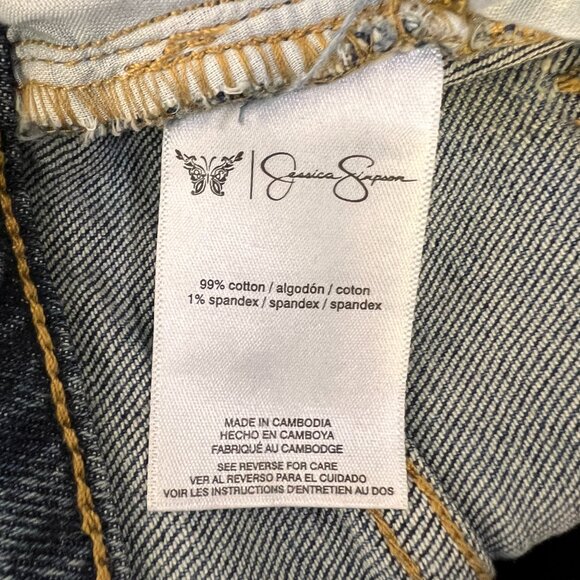 Jessica Simpson
99% cotton / algodón / coton
1% spandex / spandex / spandex
MADE IN CAMBODIA
HECHO EN CAMBOYA
FABRIQUÉ AU CAMBODGE
SEE REVERSE FOR CARE
VER AL REVERSO PARA EL CUIDADO
VOIR LES INSTRUCTIONS D'ENTRETIEN AU DOS